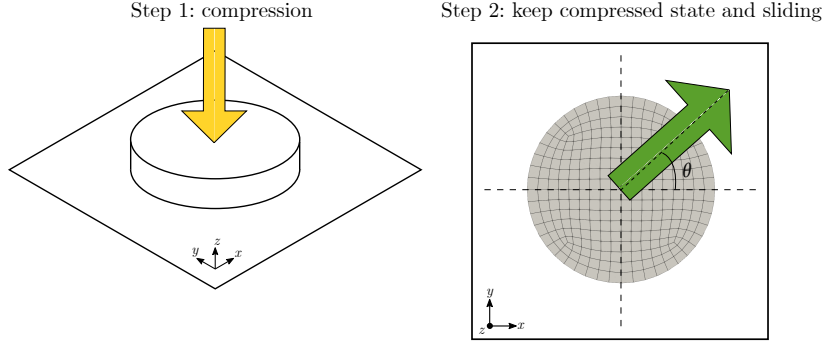 Step 1: compression
Step 2: keep compressed state and sliding
θ
z
y
x
y
z
x